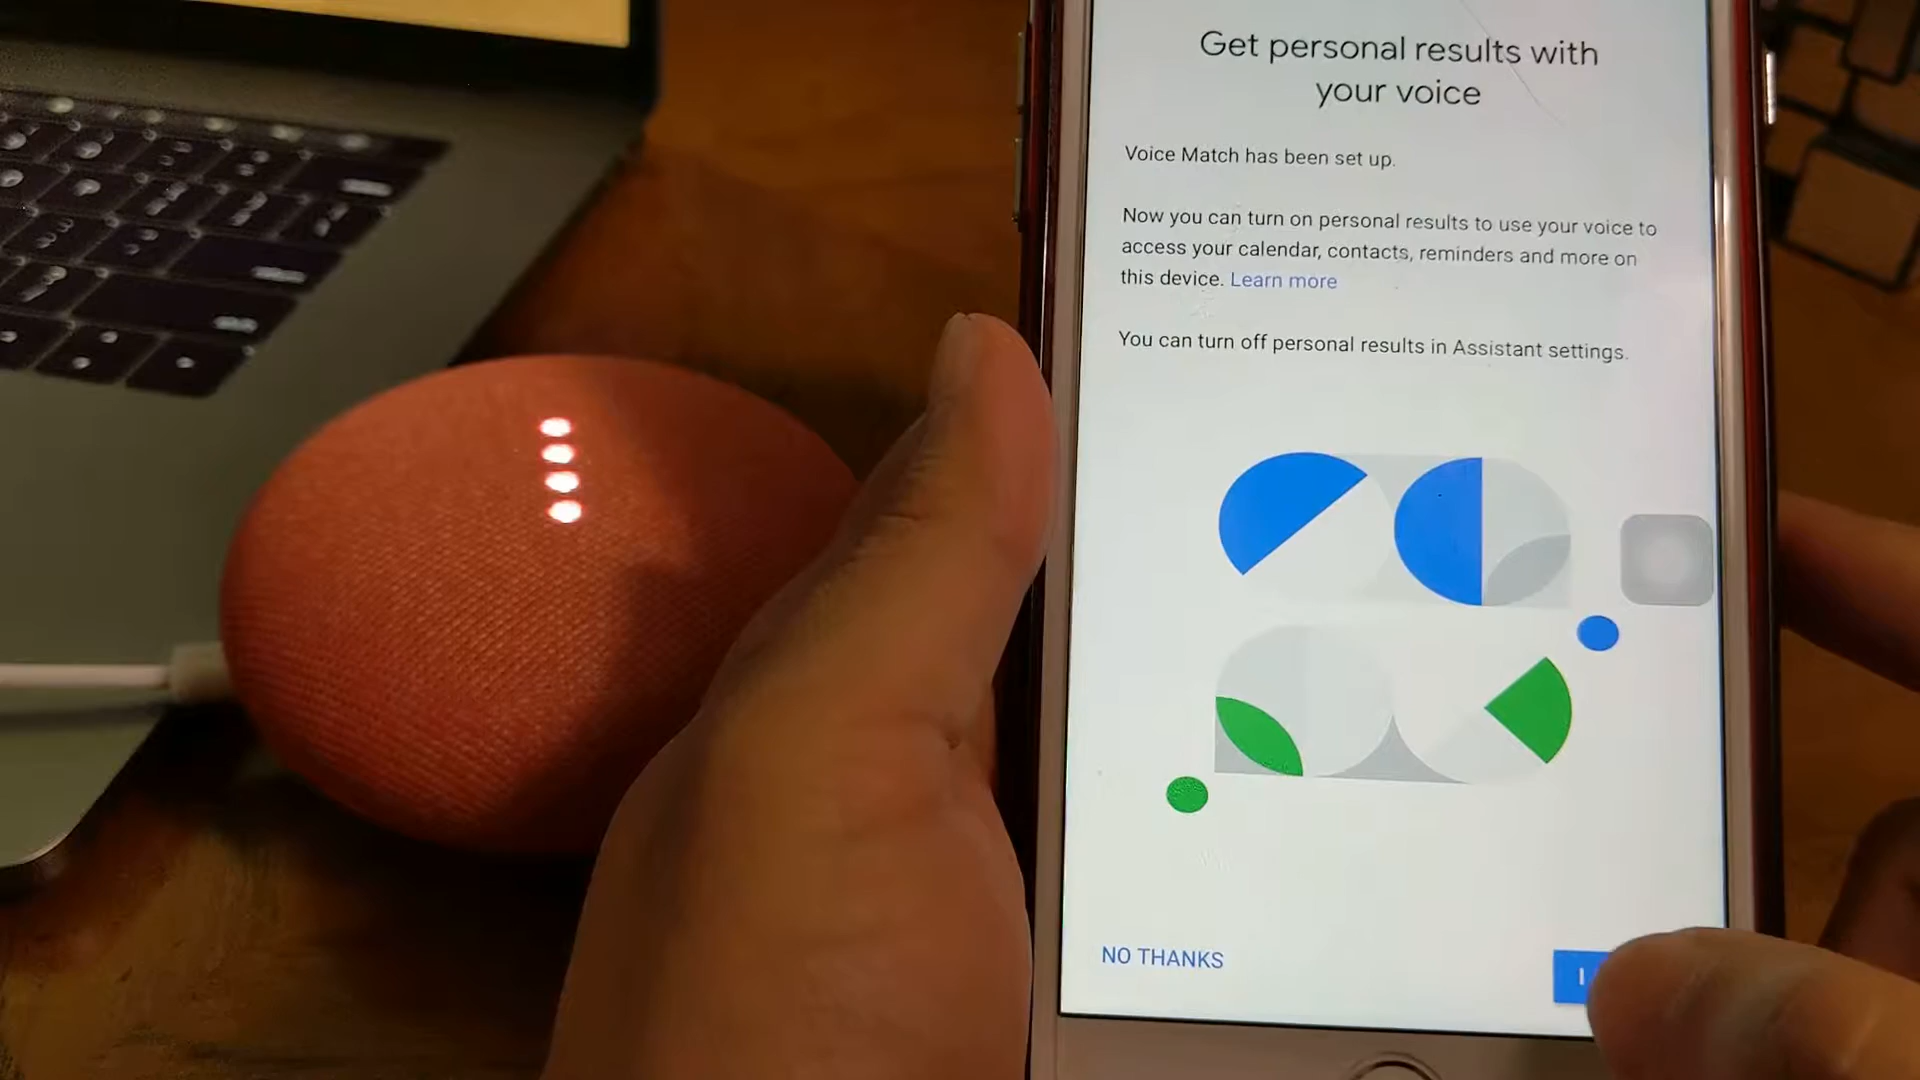 Get personal results with
your voice
Voice Match has been set up.
Now you can turn on personal results to use your voice to
access your calendar, contacts, reminders and more on
this device. Learn more
You can turn off personal results in Assistant settings.
NO THANKS
I